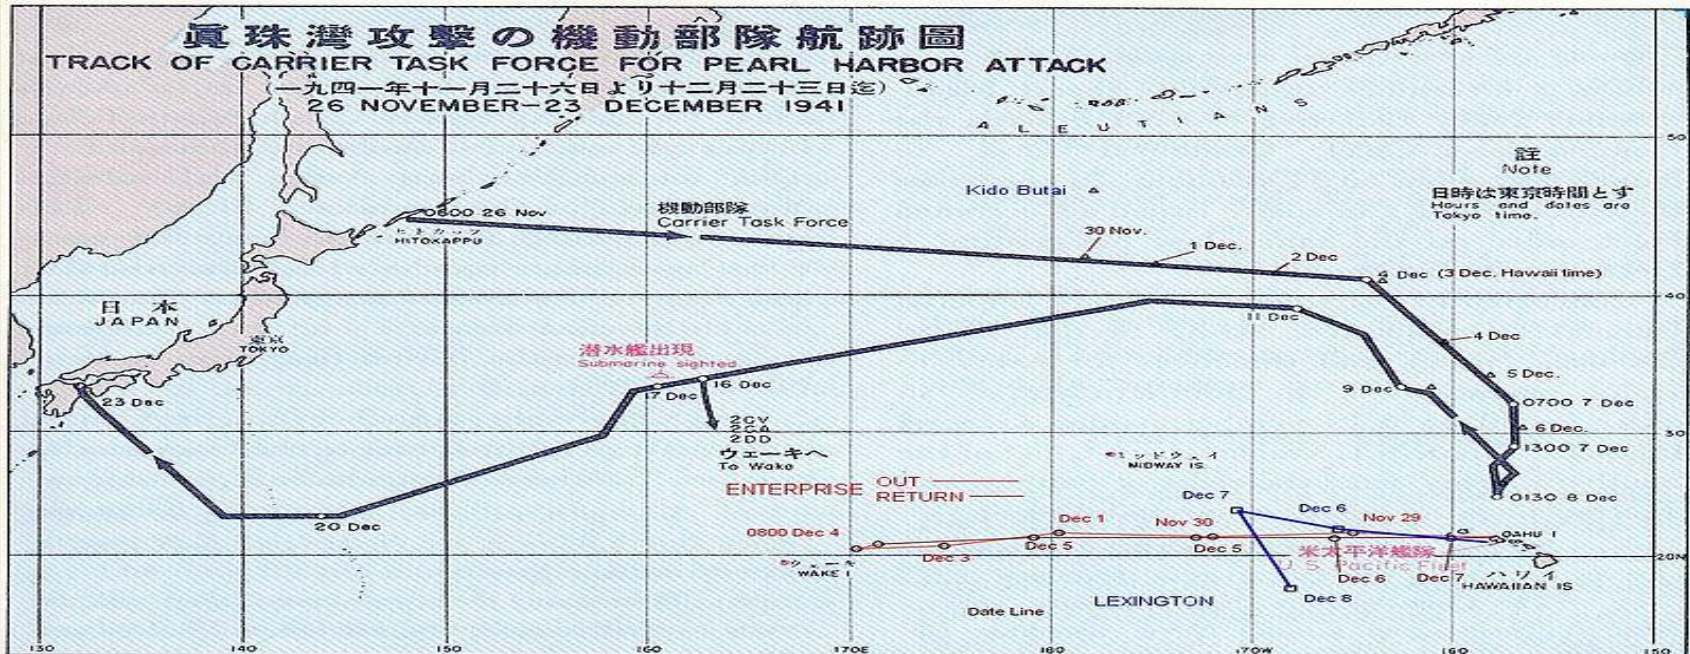 眞珠灣攻擊の機動部隊航跡圖
TRACK OF CARRIER TASK FORCE FOR PEARL HARBOR ATTACK
(一九四一年十一月二十六日より十二月二十三日迄)
26 NOVEMBER-23 DECEMBER 1941
A L E U T I A N S
50
註
Note
日時は東京時間とす
Hours and dates are
Tokyo time.
Kido Butai
機動部隊
Carrier Task Force
0600 26 Nov
ヒトカップ
HITOKAPPU
30 Nov.
1 Dec.
2 Dec
Dec (3 Dec. Hawaii time)
40
日本
JAPAN
東京
TOKYO
11 Dec
4 Dec
潜水艦出現
Submarine sighted
5 Dec.
9 Dec
0700 7 Dec
23 Dec
17 Dec
16 Dec
6 Dec.
30
1300 7 Dec
2CV
2CA
2DD
ウェーキへ
To Wake
ミッドウェイ
MIDWAY IS.
ENTERPRISE OUT
RETURN
0130 8 Dec
20 Dec
Dec 7
Dec 6
Nov 29
Dec 1
Nov 30
0800 Dec 4
OAHU I
Dec 3
Dec 5
Dec 5
米太平洋艦隊
U.S. Pacific Fleet
20N
ウェーキ
WAKE I
Dec 6
Dec 7
ハワイ
HAWAIIAN IS
Dec 8
LEXINGTON
Date Line
130 140 150 160 170E 180 170W 160 150